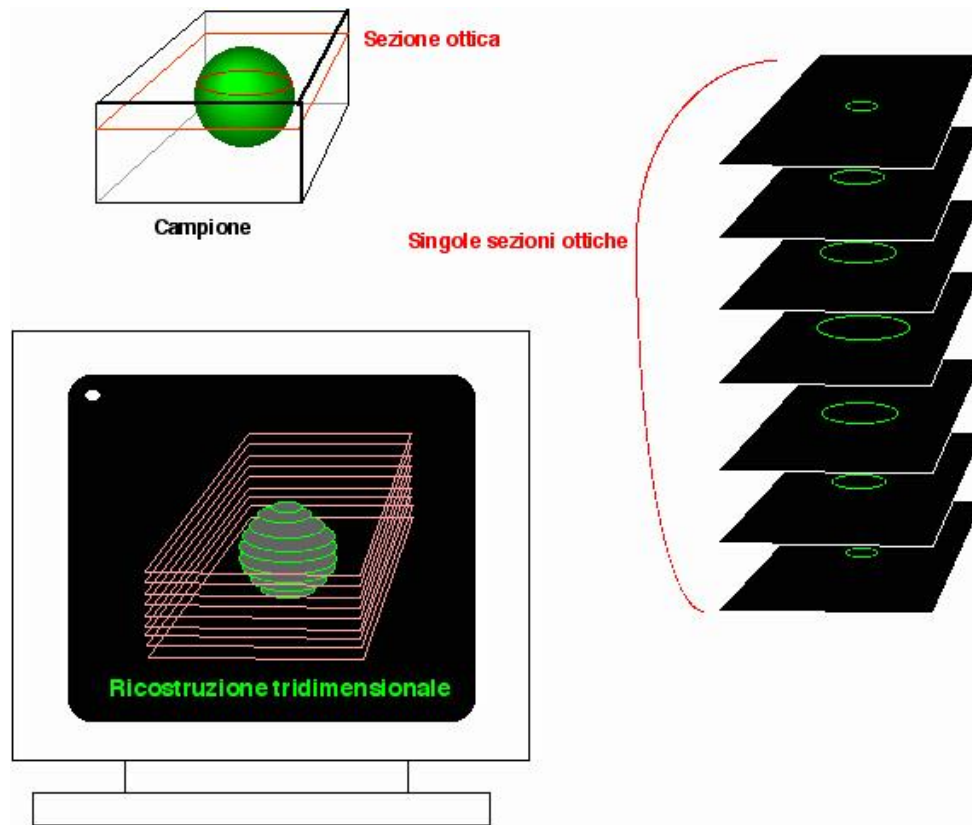 Sezione ottica
Campione
Singole sezioni ottiche
Ricostruzione tridimensionale